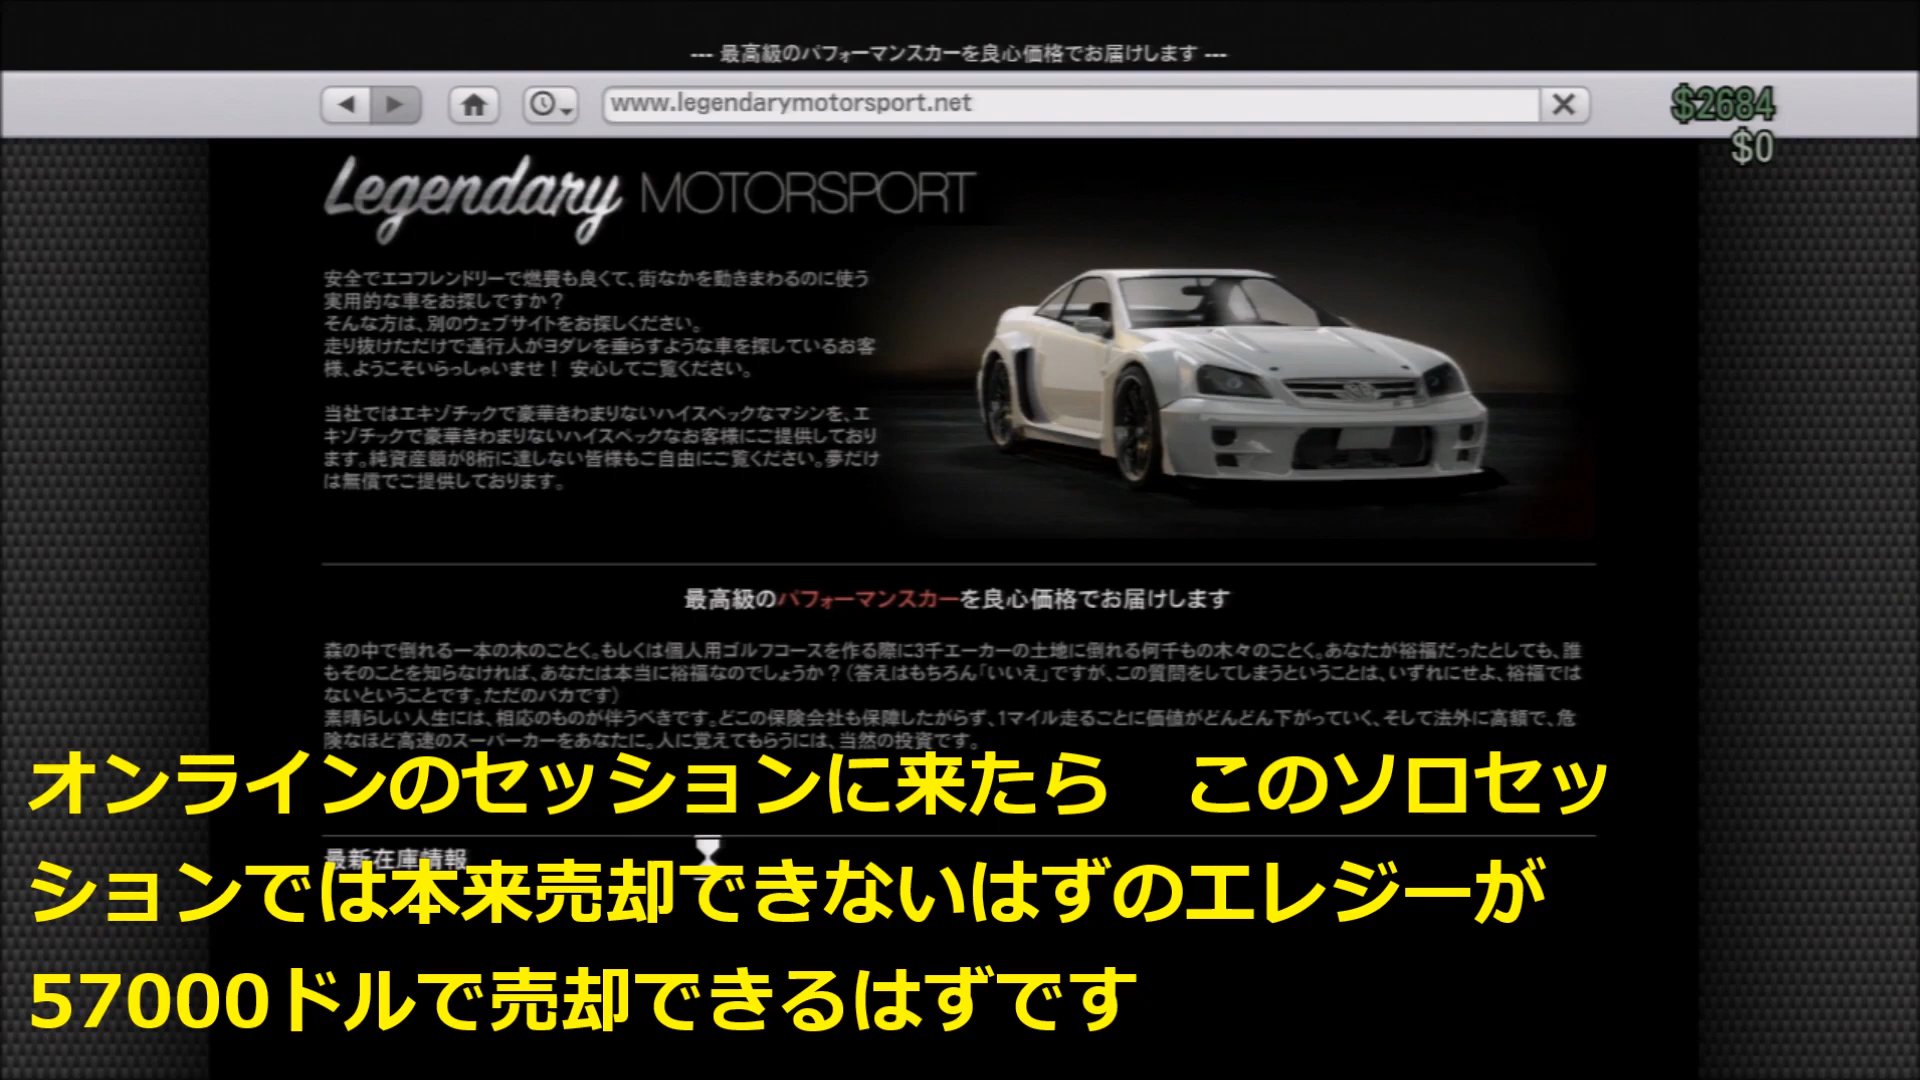 --- 最高級のパフォーマンスカーを良心価格でお届けします ---
www.legendarymotorsport.net
$2684
$0
Legendary MOTORSPORT
安全でエコフレンドリーで燃費も良くて、街なかを動きまわるのに使う
実用的な車をお探しですか？
そんな方は、別のウェブサイトをお探しください。
走り抜けただけで通行人がヨダレを垂らすような車を探しているお客
様、ようこそいらっしゃいませ！ 安心してご覧ください。
当社ではエキゾチックで豪華きわまりないハイスペックなマシンを、エ
キゾチックで豪華きわまりないハイスペックなお客様にご提供しており
ます。純資産額が8桁に達しない皆様もご自由にご覧ください。夢だけ
は無償でご提供しております。
最高級のパフォーマンスカーを良心価格でお届けします
森の中で倒れる一本の木のごとく。もしくは個人用ゴルフコースを作る際に3千エーカーの土地に倒れる何千もの木々のごとく。あなたが裕福だったとしても、誰
もそのことを知らなければ、あなたは本当に裕福なのでしょうか？（答えはもちろん「いいえ」ですが、この質問をしてしまうということは、いずれにせよ、裕福では
ないということです。ただのバカです）
素晴らしい人生には、相応のものが伴うべきです。どこの保険会社も保障したがらず、1マイル走るごとに価値がどんどん下がっていく、そして法外に高額で、危
険なほど高速のスーパーカーをあなたに。人に覚えてもらうには、当然の投資です。
オンラインのセッションに来たら　このソロセッ
最新在庫情報
ションでは本来売却できないはずのエレジーが
57000ドルで売却できるはずです